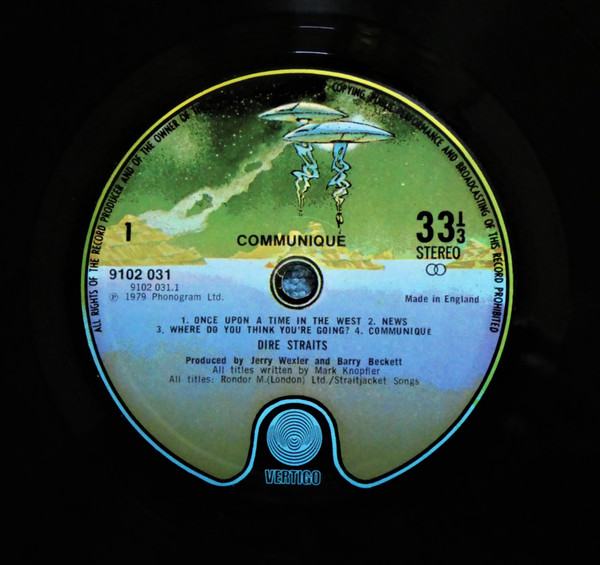 ALL RIGHTS OF THE RECORD PRODUCER AND OF THE OWNER OF
COPYING, PERFORMANCE AND BROADCASTING OF THIS RECORD PROHIBITED
1
COMMUNIQUE
33⅓
STEREO
9102 031
9102 031.1
℗ 1979 Phonogram Ltd.
Made in England
1. ONCE UPON A TIME IN THE WEST 2. NEWS
3. WHERE DO YOU THINK YOU'RE GOING? 4. COMMUNIQUE
DIRE STRAITS
Produced by Jerry Wexler and Barry Beckett
All titles written by Mark Knopfler
All titles: Rondor M.(London) Ltd./Straitjacket Songs
VERTIGO